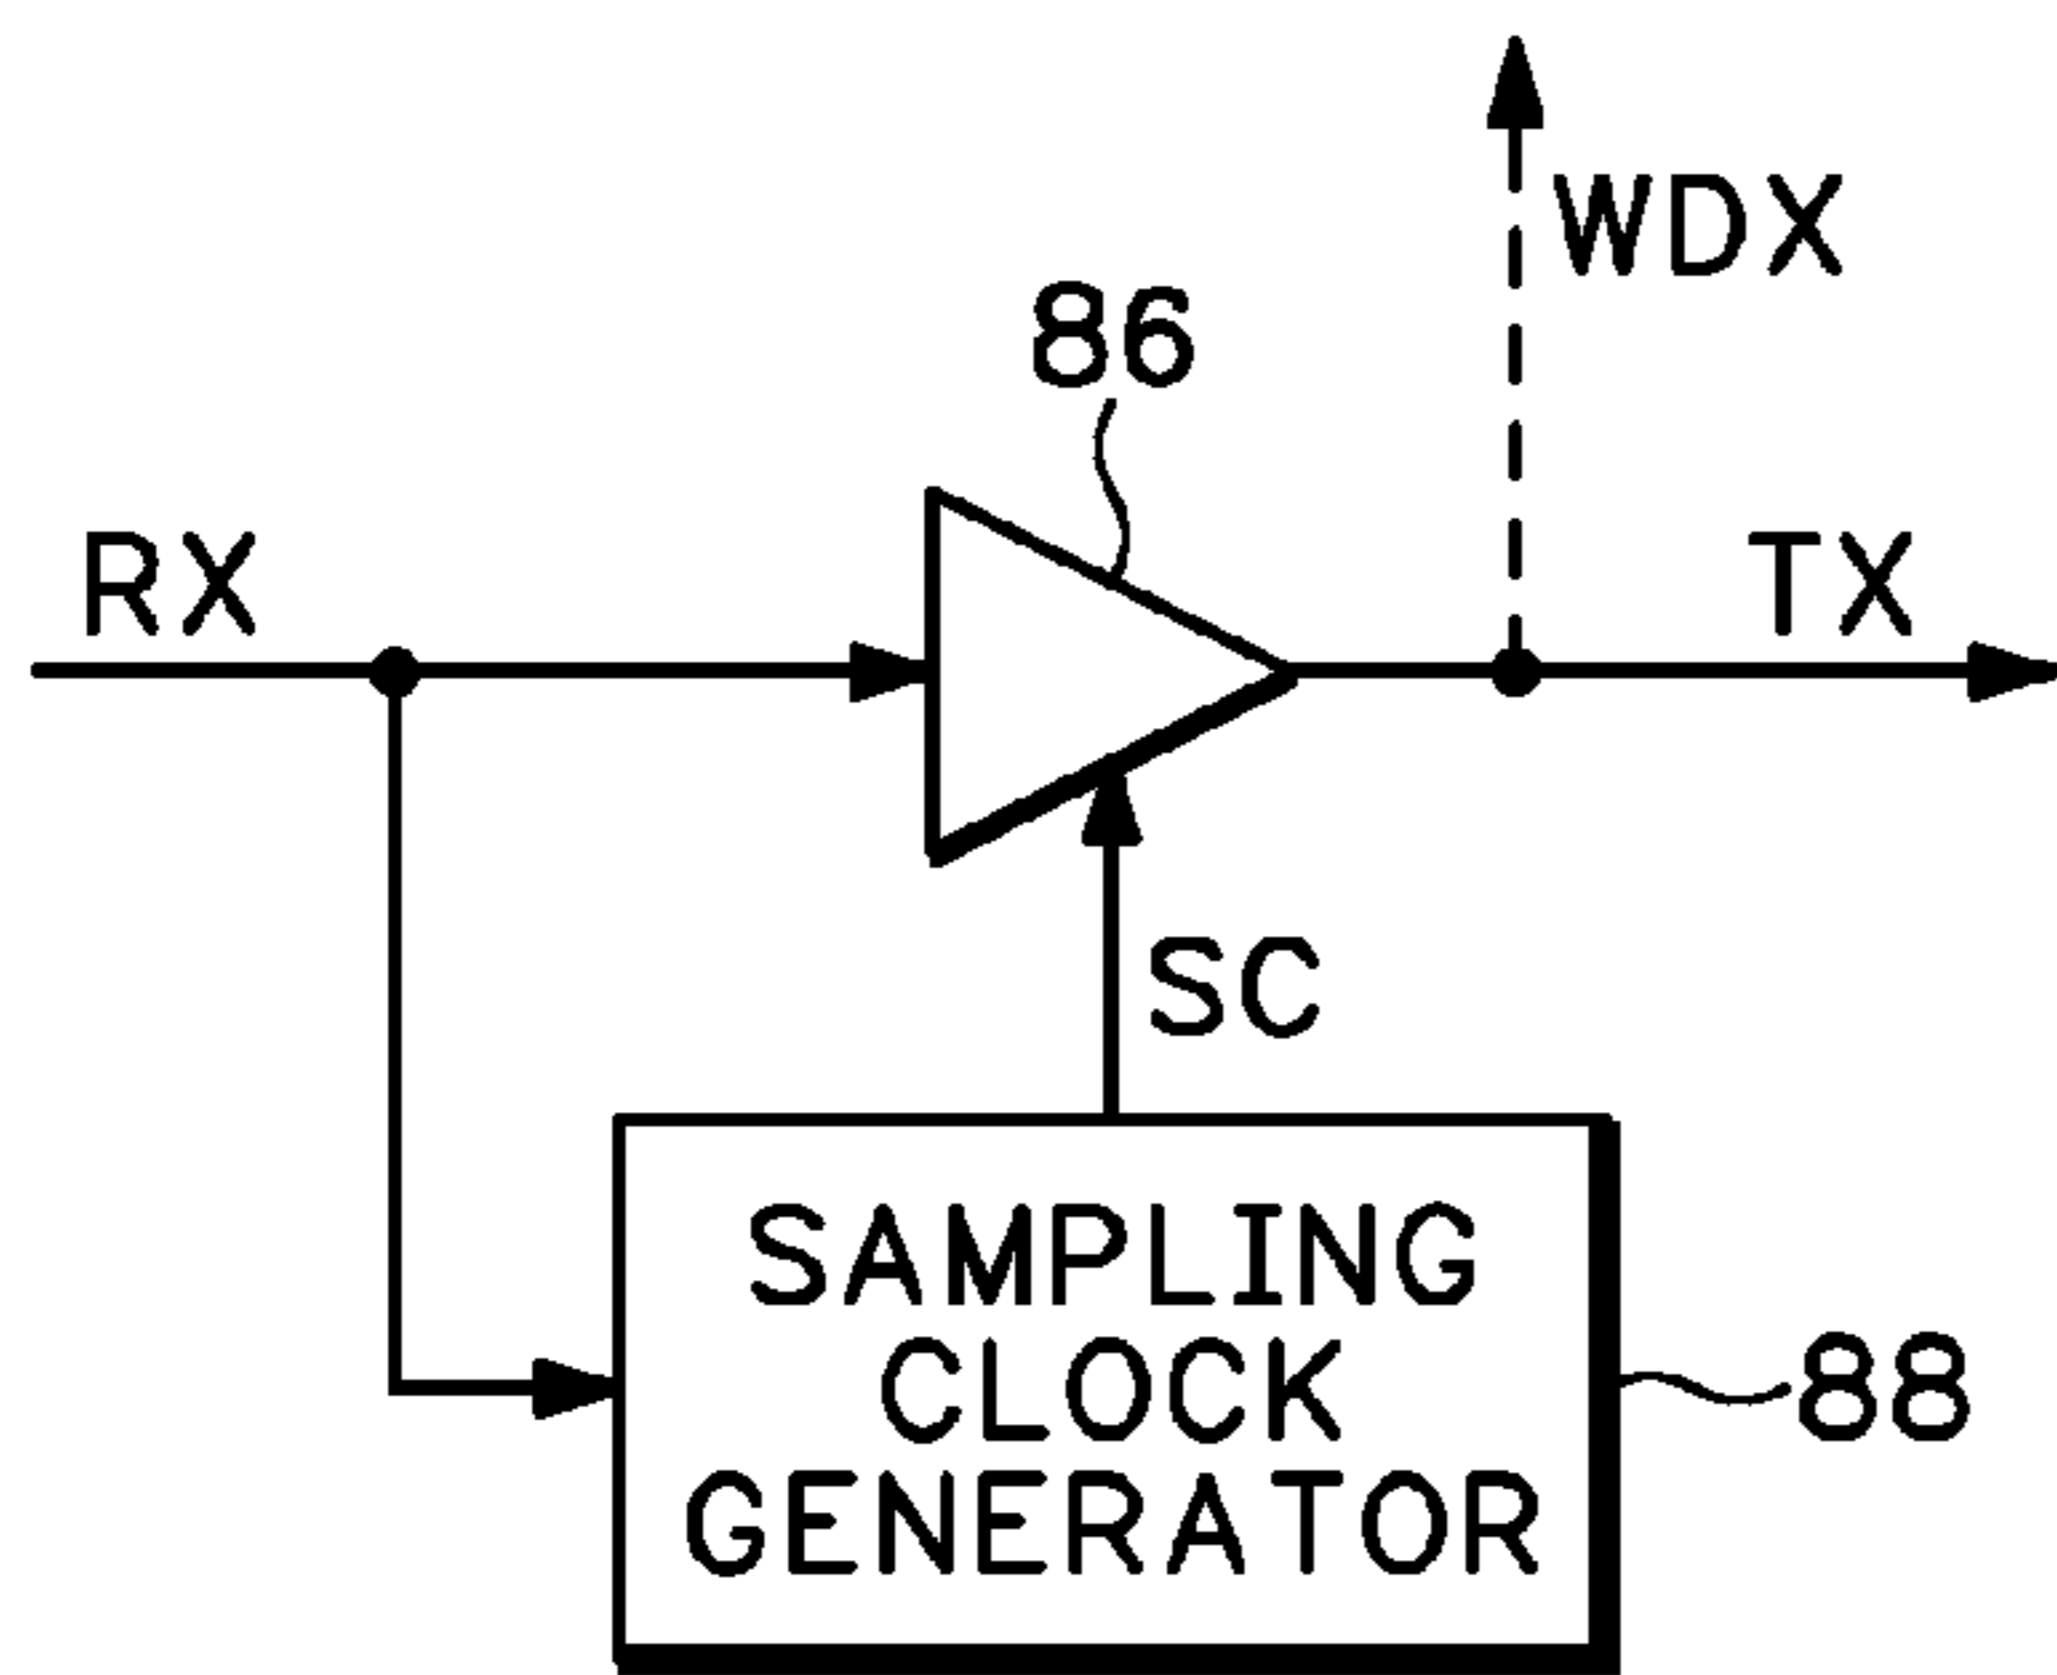 WDX
86
RX
TX
SC
SAMPLING
CLOCK
GENERATOR
88